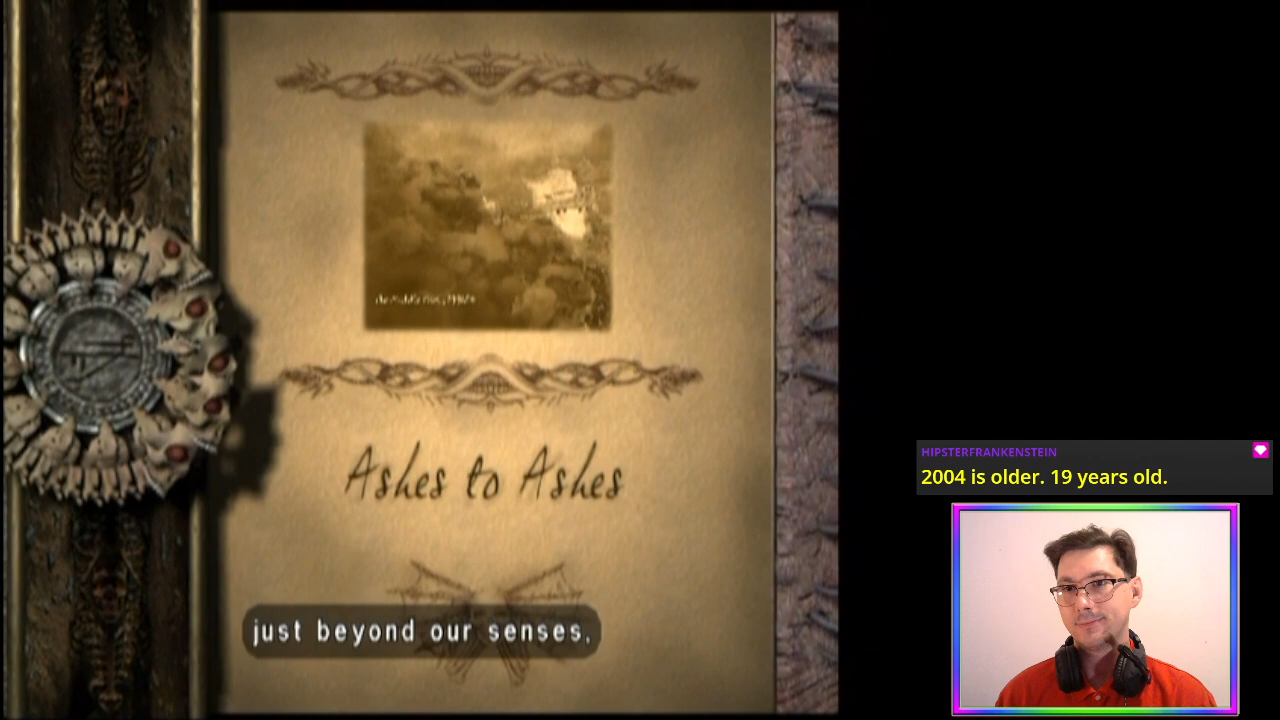 Ashes to Ashes
just beyond our senses,
HIPSTERFRANKENSTEIN
2004 is older. 19 years old.